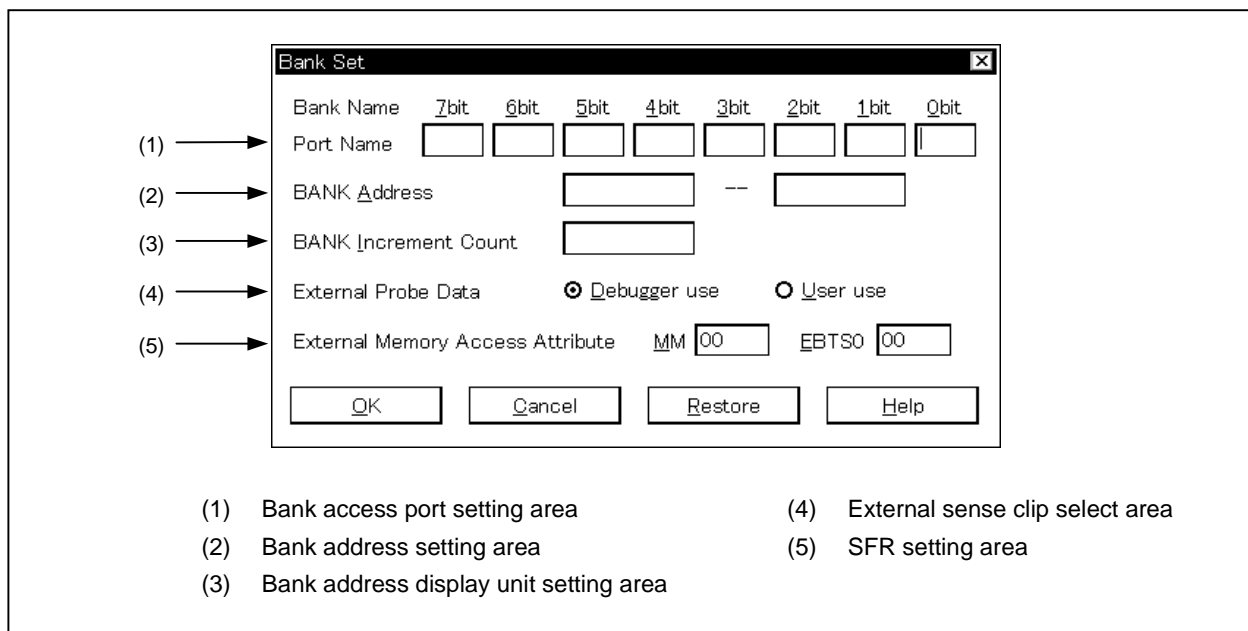 Bank Set
Bank Name 7bit 6bit 5bit 4bit 3bit 2bit 1bit 0bit
(1) Port Name
(2) BANK Address --
(3) BANK Increment Count
(4) External Probe Data Debugger use User use
(5) External Memory Access Attribute MM 00 EBTS0 00
OK Cancel Restore Help
(1) Bank access port setting area (4) External sense clip select area
(2) Bank address setting area (5) SFR setting area
(3) Bank address display unit setting area